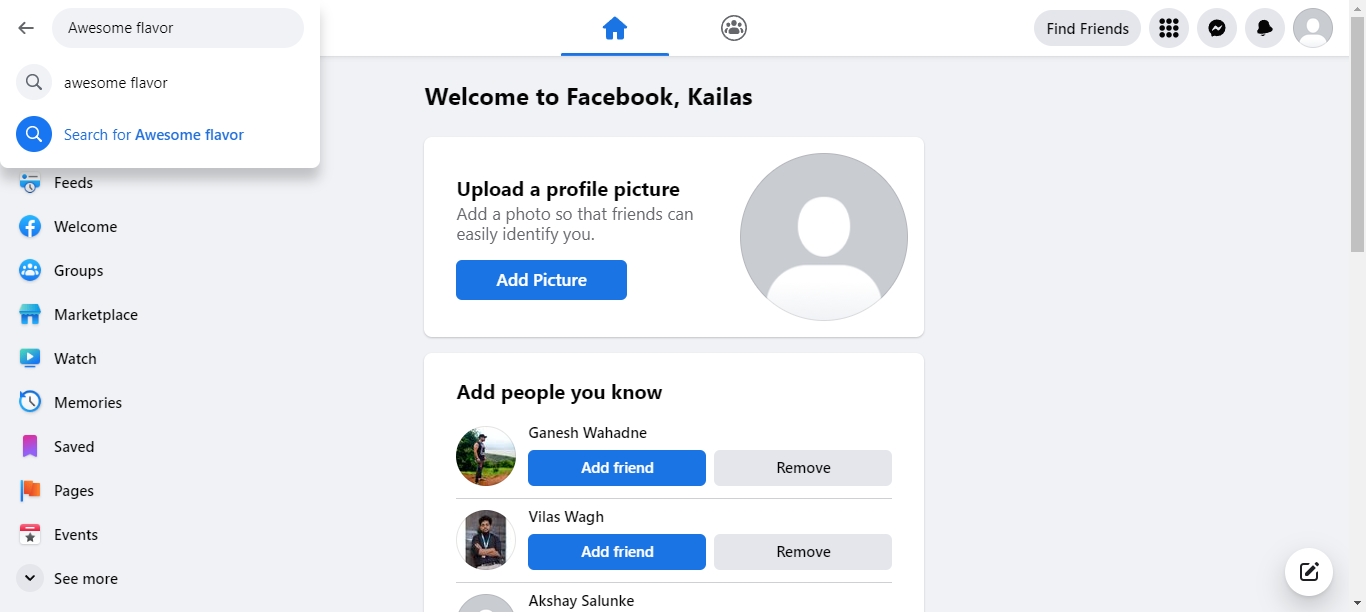 Awesome flavor
awesome flavor
Search for Awesome flavor
Find Friends
Feeds
Welcome
Groups
Marketplace
Watch
Memories
Saved
Pages
Events
See more
Welcome to Facebook, Kailas
Upload a profile picture
Add a photo so that friends can
easily identify you.
Add Picture
Add people you know
Ganesh Wahadne
Add friend Remove
Vilas Wagh
Add friend Remove
Akshay Salunke